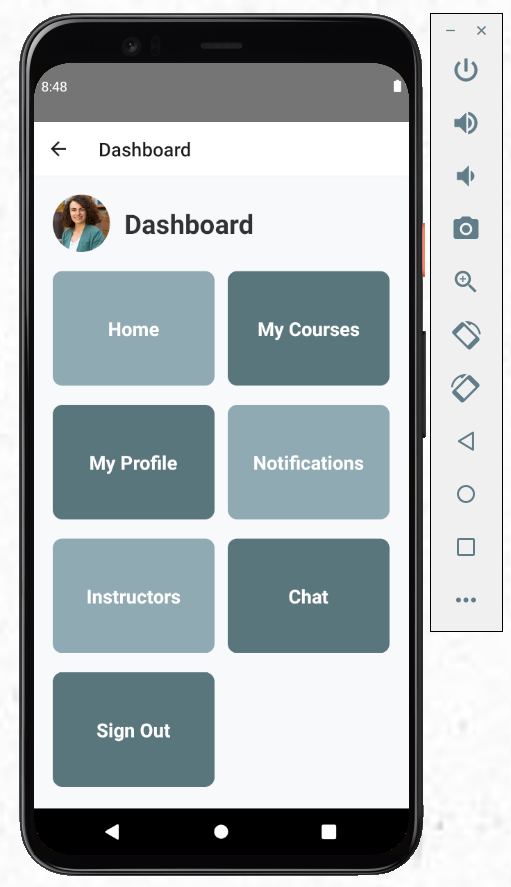 8:48
Dashboard
Dashboard
Home
My Courses
My Profile
Notifications
Instructors
Chat
Sign Out